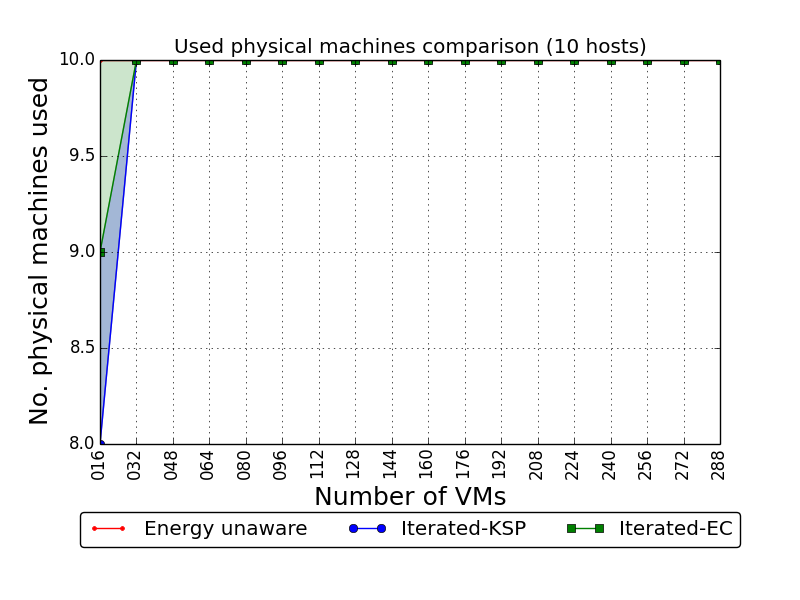 Used physical machines comparison (10 hosts)
10.0
9.5
9.0
8.5
8.0
No. physical machines used
016 032 048 064 080 096 112 128 144 160 176 192 208 224 240 256 272 288
Number of VMs
Energy unaware Iterated-KSP Iterated-EC